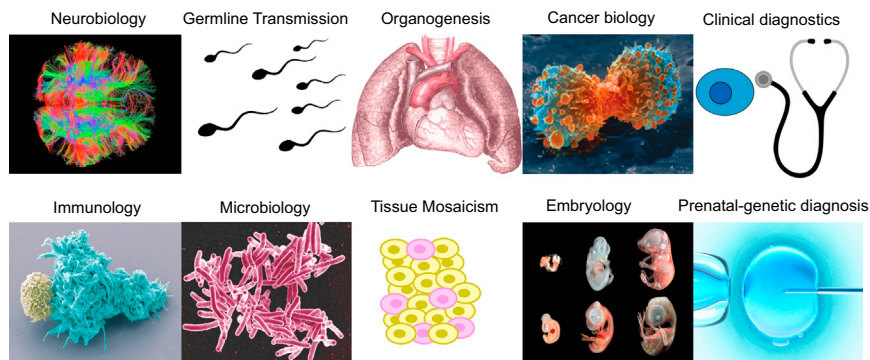 Neurobiology
Germline Transmission
Organogenesis
Cancer biology
Clinical diagnostics
Immunology
Microbiology
Tissue Mosaicism
Embryology
Prenatal-genetic diagnosis